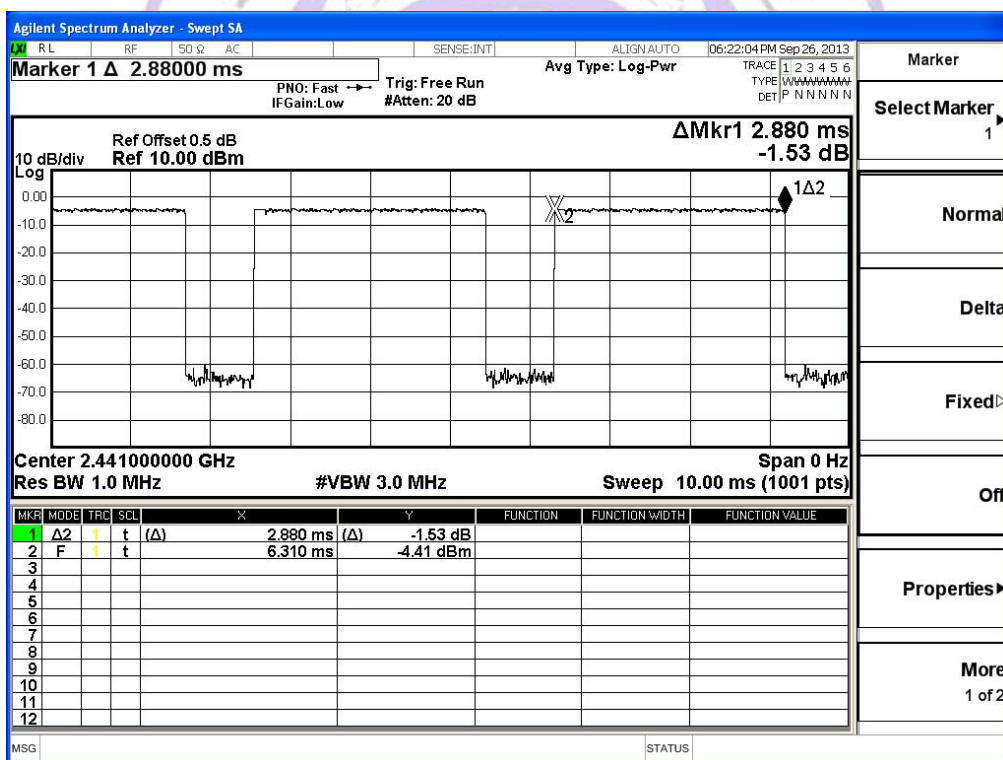 Agilent Spectrum Analyzer - Swept SA
LXI RL RF 50 Ω AC SENSE:INT ALIGN AUTO 06:22:04 PM Sep 26, 2013
Marker 1 Δ 2.88000 ms
PNO: Fast
IFGain:Low
Trig: Free Run
#Atten: 20 dB
Avg Type: Log-Pwr
TRACE 1 2 3 4 5 6
TYPE WWWWWW
DET P N N N N N
ΔMkr1 2.880 ms
-1.53 dB
Ref Offset 0.5 dB
10 dB/div Ref 10.00 dBm
Log
1Δ2
0.00
2
-10.0
-20.0
-30.0
-40.0
-50.0
-60.0
-70.0
-80.0
Center 2.441000000 GHz Span 0 Hz
Res BW 1.0 MHz #VBW 3.0 MHz Sweep 10.00 ms (1001 pts)
MKR MODE TRC SCL X Y FUNCTION FUNCTION WIDTH FUNCTION VALUE
1 Δ2 1 t (Δ) 2.880 ms (Δ) -1.53 dB
2 F 1 t 6.310 ms -4.41 dBm
3
4
5
6
7
8
9
10
11
12
MSG STATUS
Marker
Select Marker
1
Normal
Delta
Fixed
Off
Properties
More
1 of 2